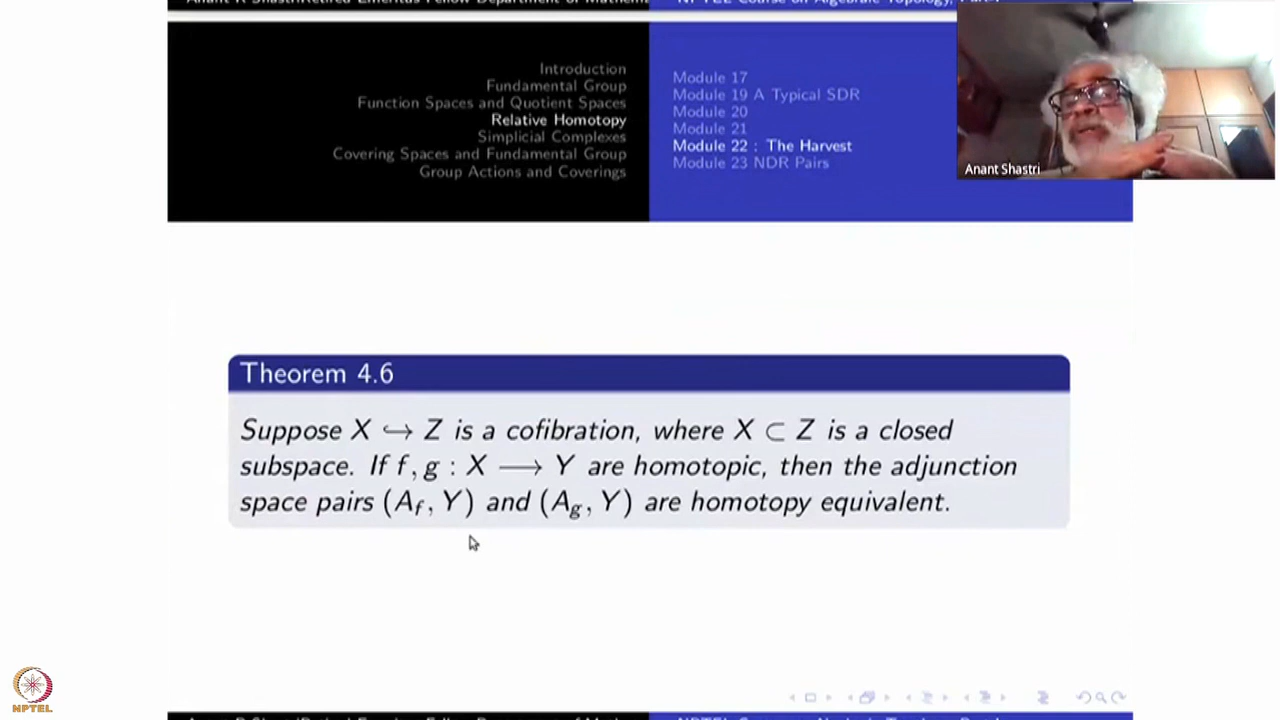 Introduction
Fundamental Group
Function Spaces and Quotient Spaces
Relative Homotopy
Simplicial Complexes
Covering Spaces and Fundamental Group
Group Actions and Coverings
Module 17
Module 19 A Typical SDR
Module 20
Module 21
Module 22 : The Harvest
Module 23 NDR Pairs
Anant Shastri
Theorem 4.6
Suppose X ↪ Z is a cofibration, where X ⊂ Z is a closed
subspace. If f, g : X ⟶ Y are homotopic, then the adjunction
space pairs (A_f, Y) and (A_g, Y) are homotopy equivalent.
NPTEL